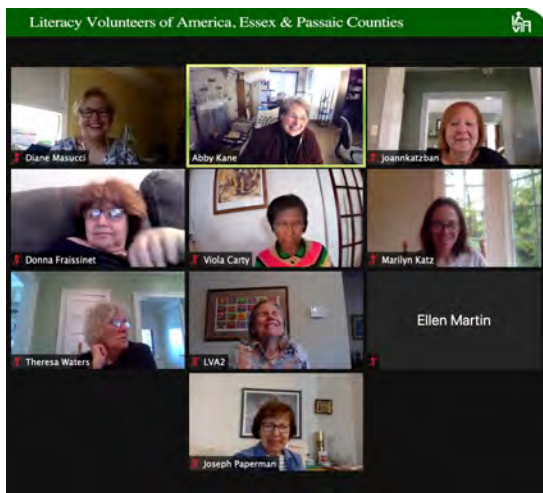 Literacy Volunteers of America, Essex & Passaic Counties
LVA
Diane Masucci
Abby Kane
joannkatzban
Donna Fraissinet
Viola Carty
Marilyn Katz
Theresa Waters
LVA2
Ellen Martin
Joseph Paperman